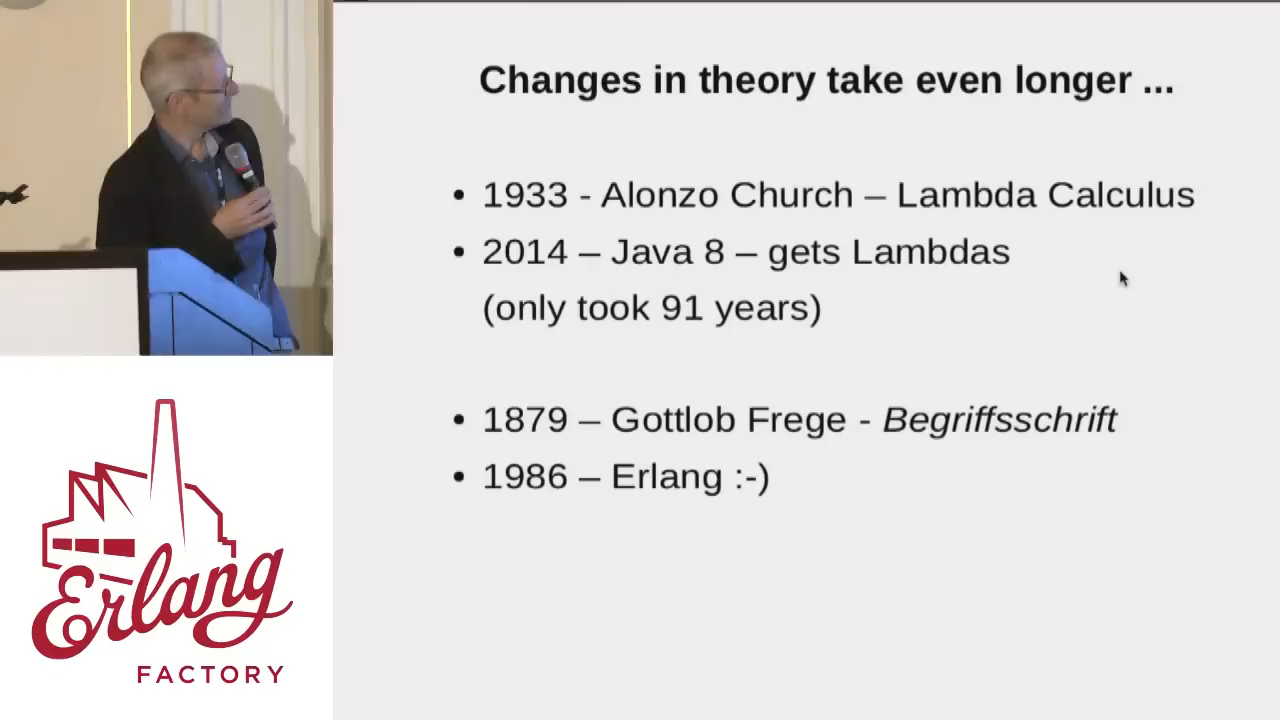 Changes in theory take even longer ...
• 1933 - Alonzo Church – Lambda Calculus
• 2014 – Java 8 – gets Lambdas
(only took 91 years)
• 1879 – Gottlob Frege - Begriffsschrift
• 1986 – Erlang :-)
Erlang
FACTORY